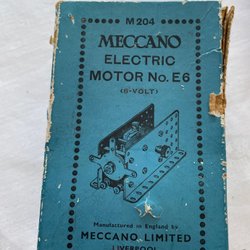 M 204
MECCANO
ELECTRIC
MOTOR No. E6
(6-VOLT)
Manufactured in England by
MECCANO LIMITED
LIVERPOOL